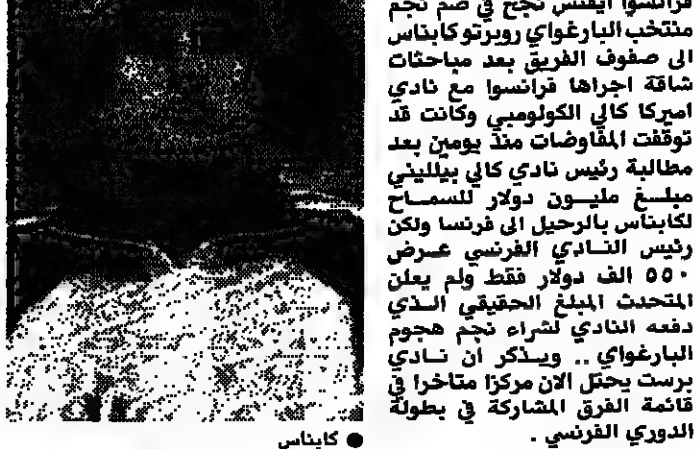 فرانسوا ايفنس نجح في ضم نجم
منتخب البارغواي روبرتو كابناس
الى صفوف الفريق بعد مباحثات
شاقة اجراها فرانسوا مع نادي
اميركا كالي الكولومبي وكانت قد
توقفت المفاوضات منذ يومين بعد
مطالبة رئيس نادي كالي بيلليني
مبلغ مليون دولار للسماح
لكابناس بالرحيل الى فرنسا ولكن
رئيس النادي الفرنسي عرض
٥٥٠ الف دولار فقط ولم يعلن
المتحدث المبلغ الحقيقي الذي
دفعه النادي لشراء نجم هجوم
البارغواي .. ويذكر ان نادي
برست يحتل الان مركزا متاخرا في
قائمة الفرق المشاركة في بطولة
الدوري الفرنسي .
● كابناس